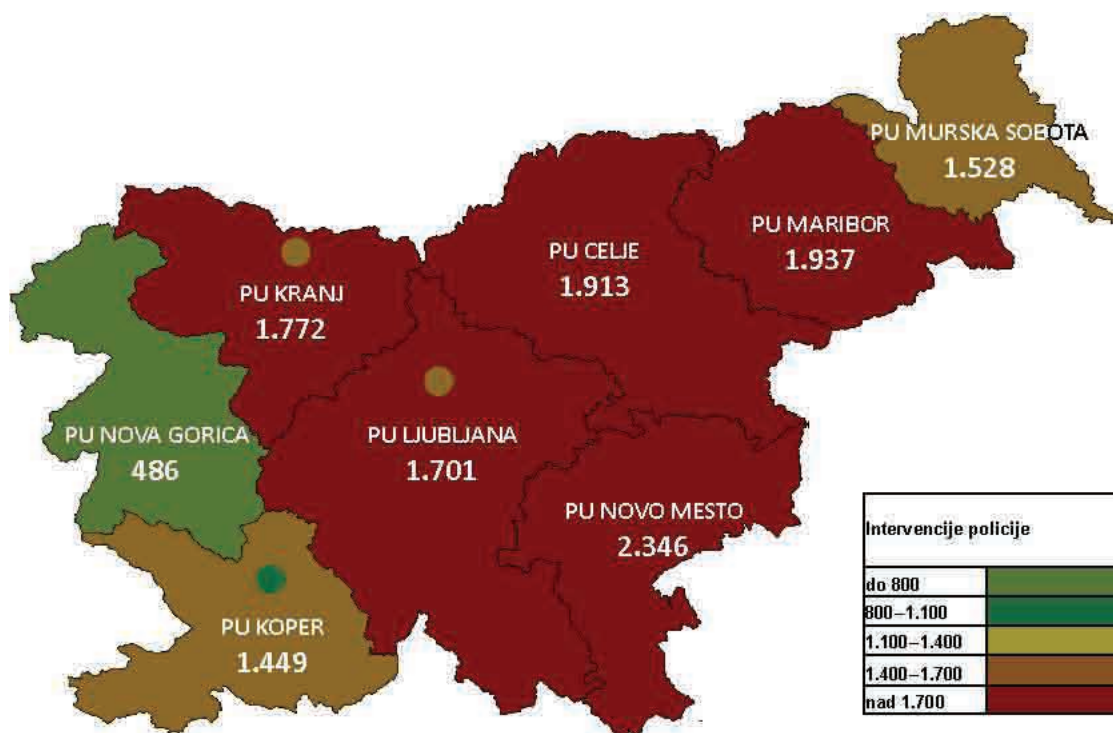 PU MURSKA SOBOTA
1.528
PU MARIBOR
1.937
PU CELJE
1.913
PU KRANJ
1.772
PU NOVA GORICA
486
PU LJUBLJANA
1.701
PU NOVO MESTO
2.346
PU KOPER
1.449
Intervencije policije
do 800
800–1.100
1.100–1.400
1.400–1.700
nad 1.700